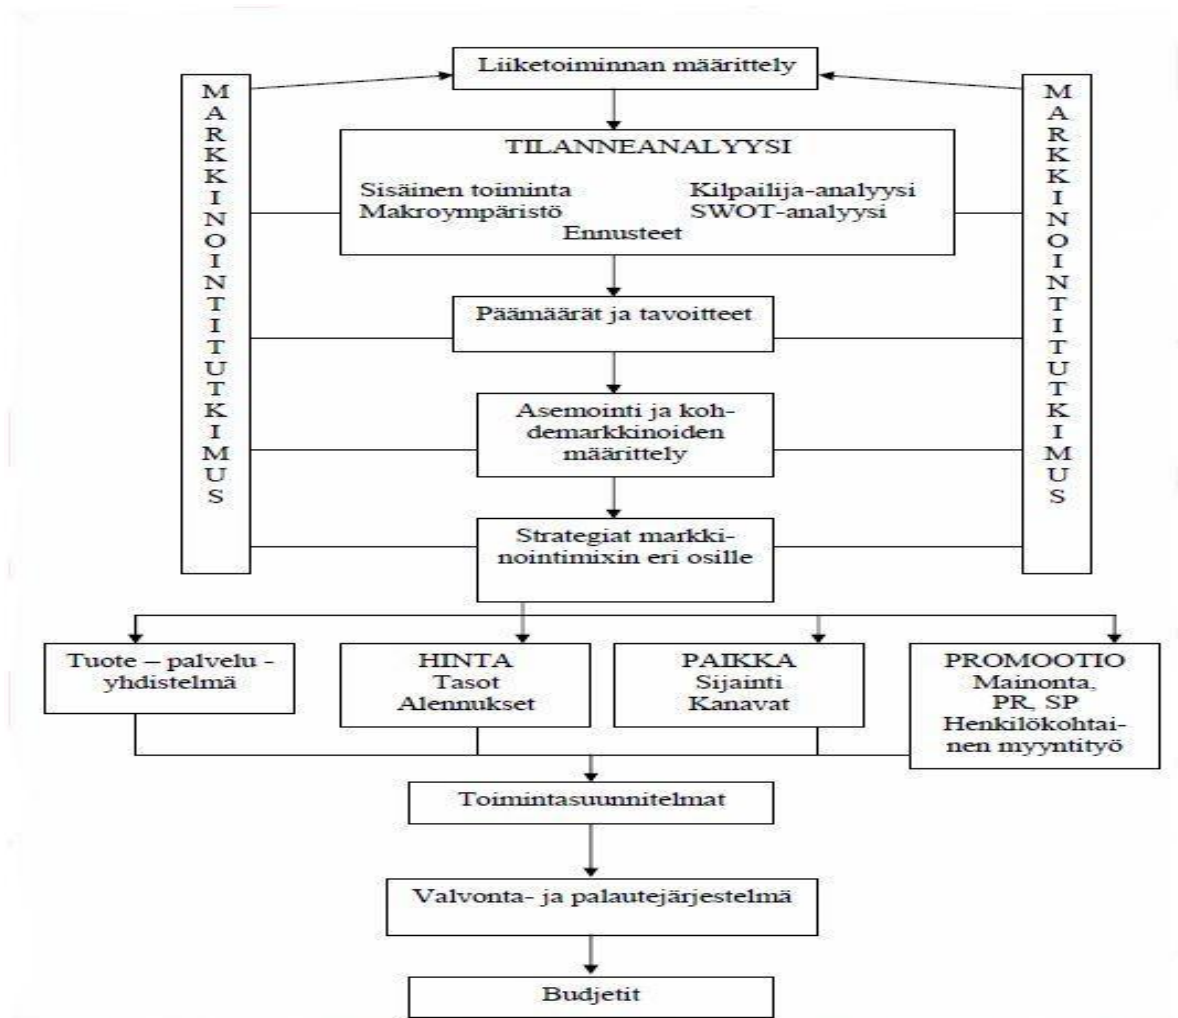 Liiketoiminnan määrittely
MARKKINOINTITUTKIMUS
MARKKINOINTITUTKIMUS
TILANNEANALYYSI
Sisäinen toiminta Kilpailija-analyysi
Makroympäristö SWOT-analyysi
Ennusteet
Päämäärät ja tavoitteet
Asemointi ja koh-
demarkkinoiden
määrittely
Strategiat markki-
nointimixin eri osille
Tuote – palvelu -
yhdistelmä
HINTA
Tasot
Alennukset
PAIKKA
Sijainti
Kanavat
PROMOOTIO
Mainonta,
PR, SP
Henkilökohtai-
nen myyntityö
Toimintasuunnitelmat
Valvonta- ja palautejärjestelmä
Budjetit